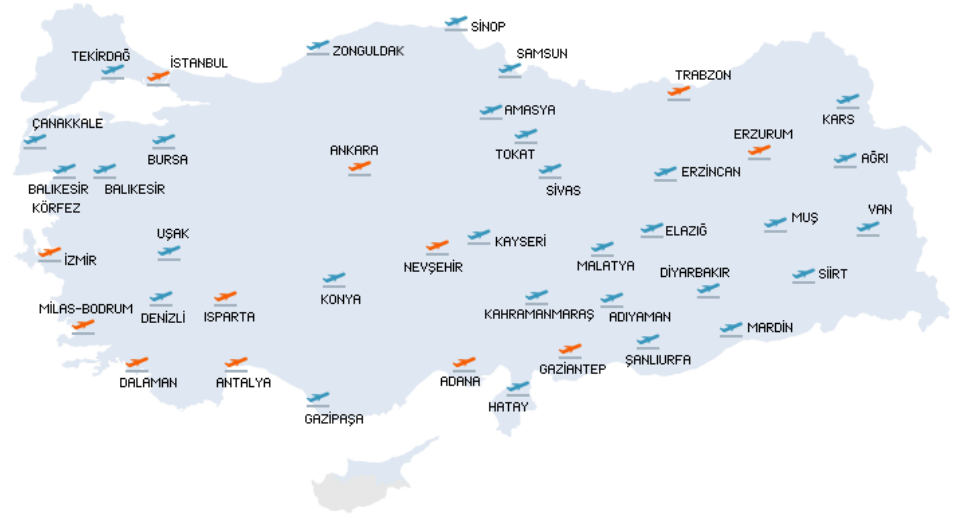 SİNOP
ZONGULDAK
TEKİRDAĞ
İSTANBUL
SAMSUN
TRABZON
AMASYA
KARS
ÇANAKKALE
BURSA
ANKARA
TOKAT
ERZURUM
AĞRI
BALIKESİR
KÖRFEZ
BALIKESİR
SİVAS
ERZİNCAN
VAN
UŞAK
MUŞ
ELAZIĞ
KAYSERİ
İZMİR
NEVŞEHİR
MALATYA
DİYARBAKIR
SİİRT
KONYA
MİLAS-BODRUM
DENİZLİ
ISPARTA
KAHRAMANMARAŞ
ADIYAMAN
MARDİN
ŞANLIURFA
GAZİANTEP
DALAMAN
ANTALYA
ADANA
HATAY
GAZİPAŞA